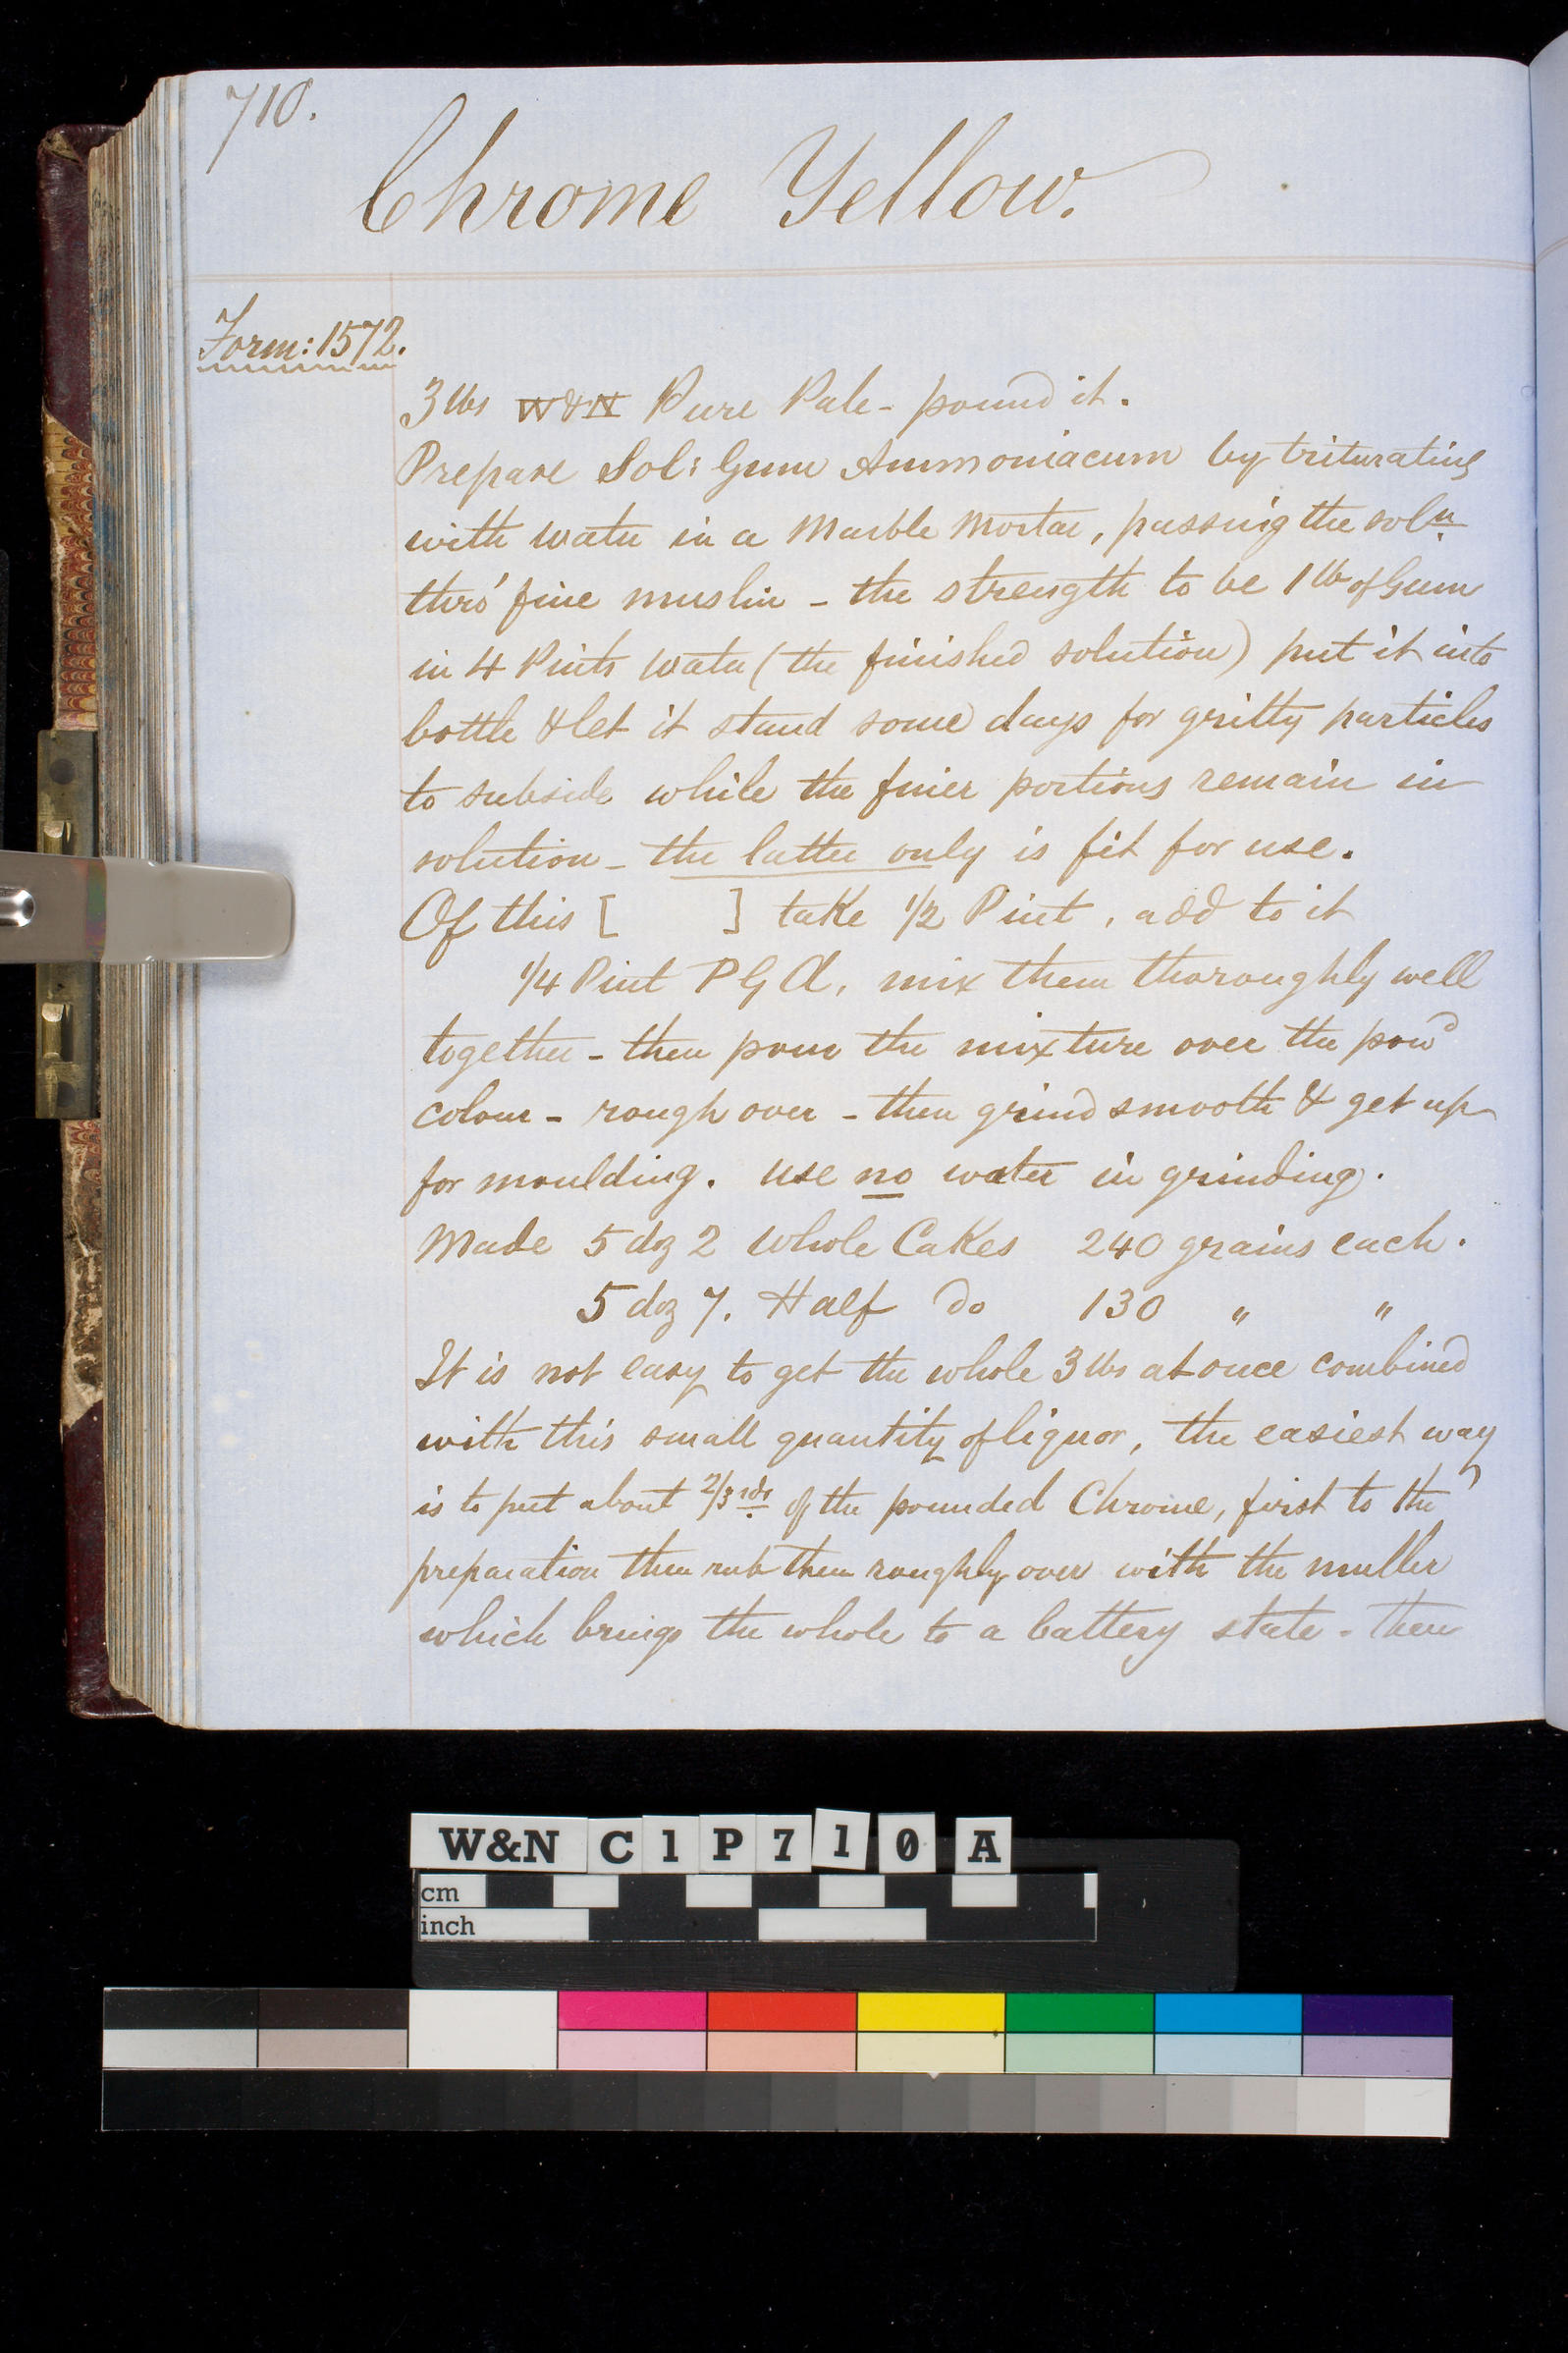 710.
Chrome Yellow.
Form: 1572.
3 lbs W&N Pure Pale - pound it.
Prepare Sol: Gum Ammoniacum by triturating
with water in a Marble Mortar, passing the soln
thro' fine muslin - the strength to be 1 lb of Gum
in 4 Pints water (the finished solution) put it into
bottle & let it stand some days for gritty particles
to subside while the finer portions remain in
solution - the latter only is fit for use.
Of this [ ] take 1/2 Pint, add to it
1/4 Pint P G A, mix them thoroughly well
together - then pour the mixture over the powd
colour - rough over - then grind smooth & get up
for moulding. use no water in grinding.
Made 5 doz 2 Whole Cakes 240 grains each.
5 doz 7. Half do 130 " "
It is not easy to get the whole 3 lbs at once combined
with this small quantity of liquor, the easiest way
is to put about 2/3rds of the pounded Chrome, first to the
preparation then rub them roughly over with the muller
which brings the whole to a battery state - then
W&N C1P710A
cm
inch